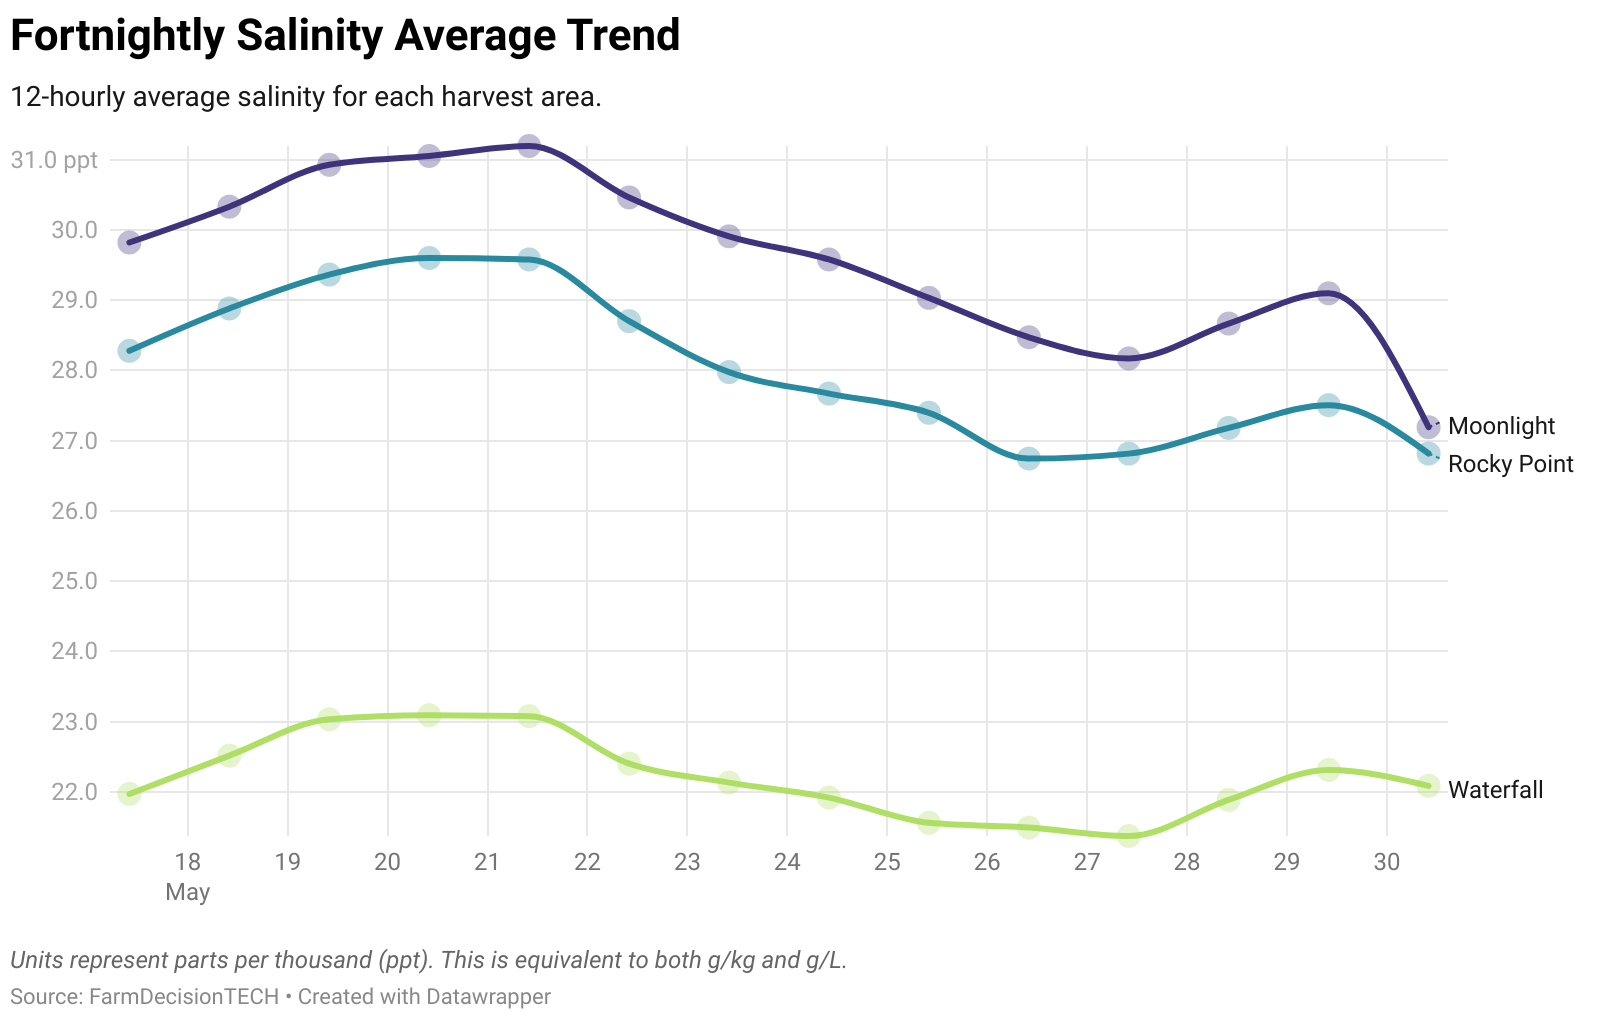 Fortnightly Salinity Average Trend
12-hourly average salinity for each harvest area.
31.0 ppt
30.0
29.0
28.0
27.0
26.0
25.0
24.0
23.0
22.0
Moonlight
Rocky Point
Waterfall
18 19 20 21 22 23 24 25 26 27 28 29 30
May
Units represent parts per thousand (ppt). This is equivalent to both g/kg and g/L.
Source: FarmDecisionTECH • Created with Datawrapper